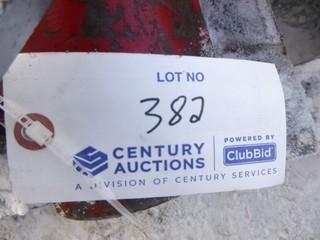 LOT NO
382
CENTURY AUCTIONS
POWERED BY
ClubBid
A DIVISION OF CENTURY SERVICES